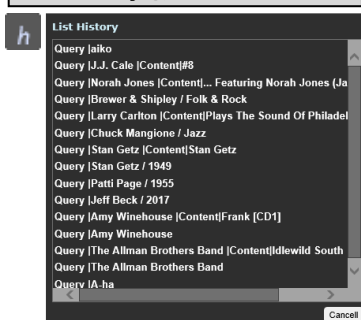 h
List History
Query |aiko
Query |J.J. Cale |Content|#8
Query |Norah Jones |Content|... Featuring Norah Jones (Ja
Query |Brewer & Shipley / Folk & Rock
Query |Larry Carlton |Content|Plays The Sound Of Philadel
Query |Chuck Mangione / Jazz
Query |Stan Getz |Content|Stan Getz
Query |Stan Getz / 1949
Query |Patti Page / 1955
Query |Jeff Beck / 2017
Query |Amy Winehouse |Content|Frank [CD1]
Query |Amy Winehouse
Query |The Allman Brothers Band |Content|Idlewild South
Query |The Allman Brothers Band
Query |A-ha
Cancell